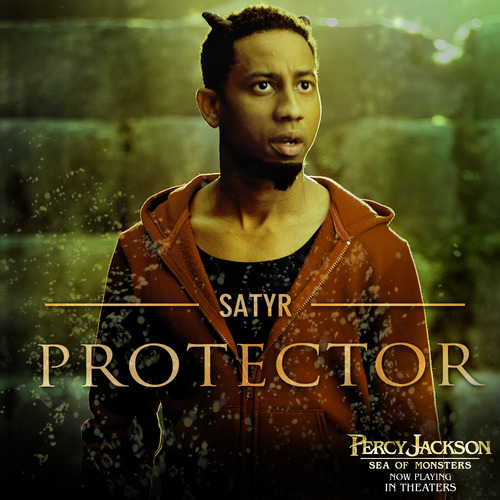 SATYR
PROTECTOR
PERCY JACKSON
SEA OF MONSTERS
NOW PLAYING
IN THEATERS